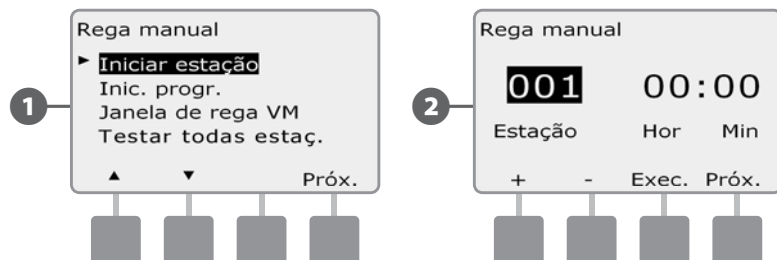 1
Rega manual
► Iniciar estação
Inic. progr.
Janela de rega VM
Testar todas estaç.
▲ ▼ Próx.
2
Rega manual
001 00:00
Estação Hor Min
+ - Exec. Próx.